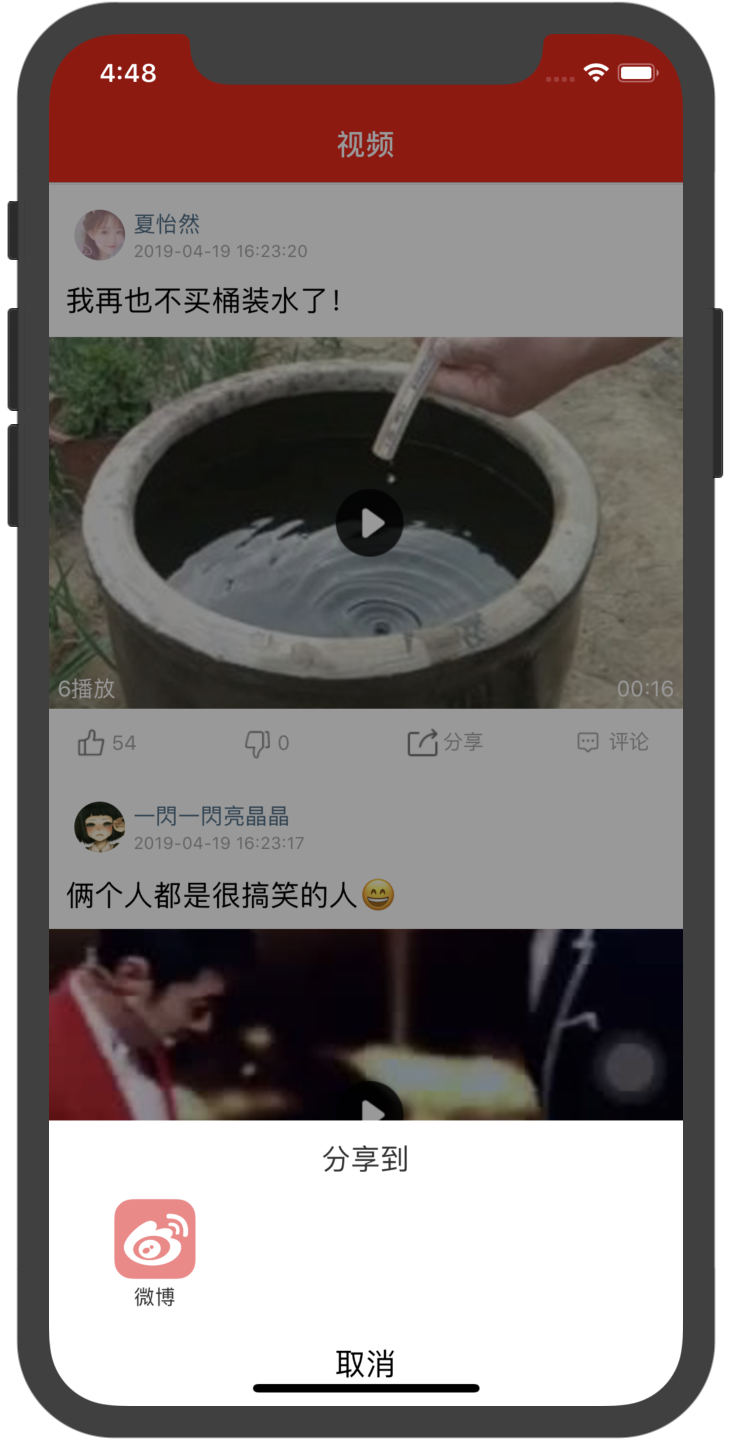 4:48
视频
夏怡然
2019-04-19 16:23:20
我再也不买桶装水了！
6播放
00:16
54
0
分享
评论
一閃一閃亮晶晶
2019-04-19 16:23:17
俩个人都是很搞笑的人😄
分享到
微博
取消